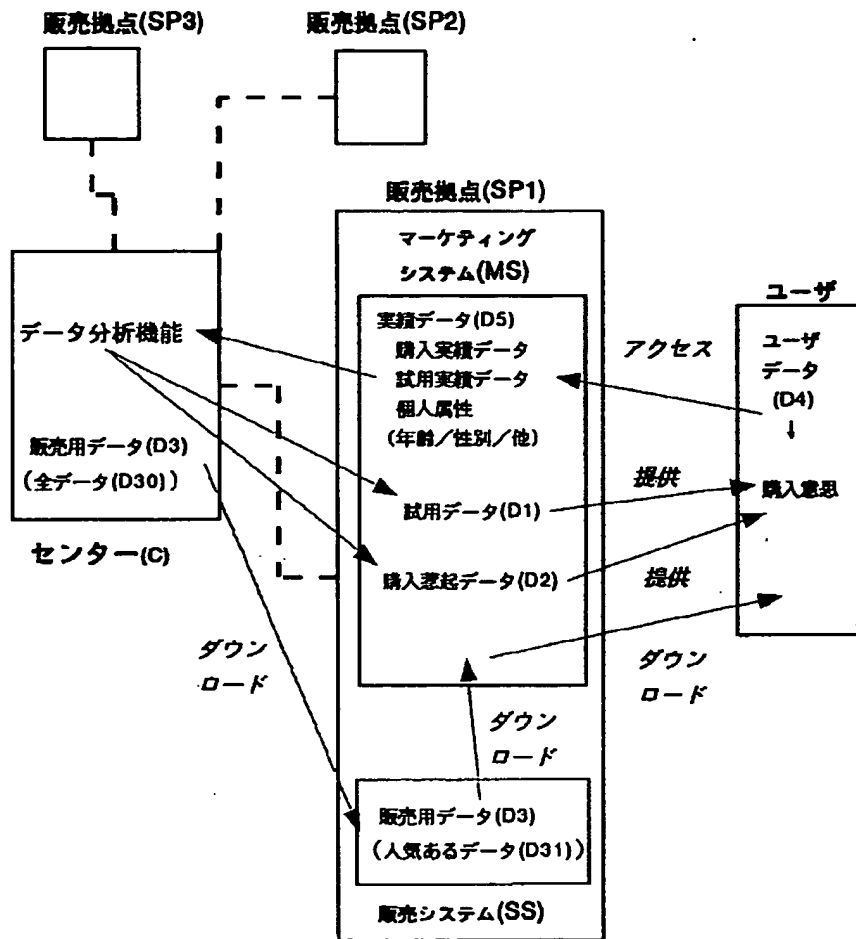 販売拠点(SP3)
販売拠点(SP2)
販売拠点(SP1)
マーケティング
システム(MS)
実績データ(D5)
購入実績データ
試用実績データ
個人属性
(年齢／性別／他)
試用データ(D1)
購入惹起データ(D2)
データ分析機能
販売用データ(D3)
(全データ(D30))
センター(C)
ユーザ
ユーザ
データ
(D4)
↓
購入意思
アクセス
提供
提供
ダウン
ロード
ダウン
ロード
ダウン
ロード
販売用データ(D3)
(人気あるデータ(D31))
販売システム(SS)